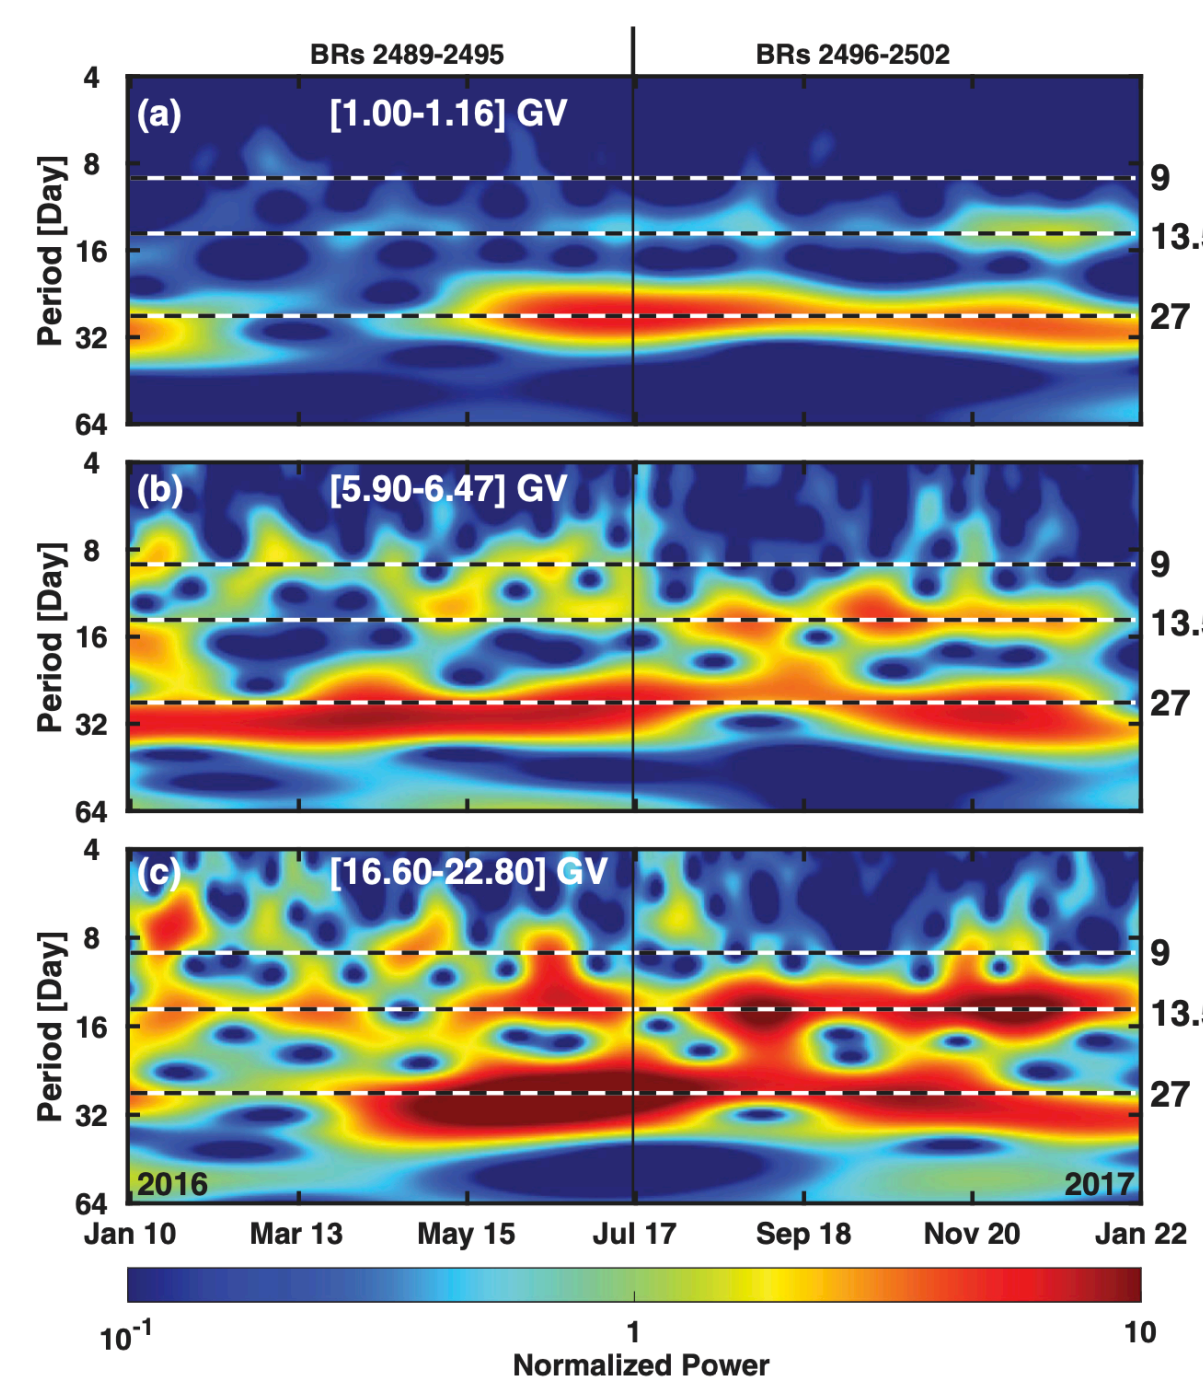 BRs 2489-2495 BRs 2496-2502
4
(a) [1.00-1.16] GV
8
9
13.
16
27
32
64
Period [Day]
4
(b) [5.90-6.47] GV
8
9
13.
16
27
32
64
Period [Day]
4
(c) [16.60-22.80] GV
8
9
13.
16
27
32
2016 2017
64
Period [Day]
Jan 10 Mar 13 May 15 Jul 17 Sep 18 Nov 20 Jan 22
10⁻¹ 1 10
Normalized Power